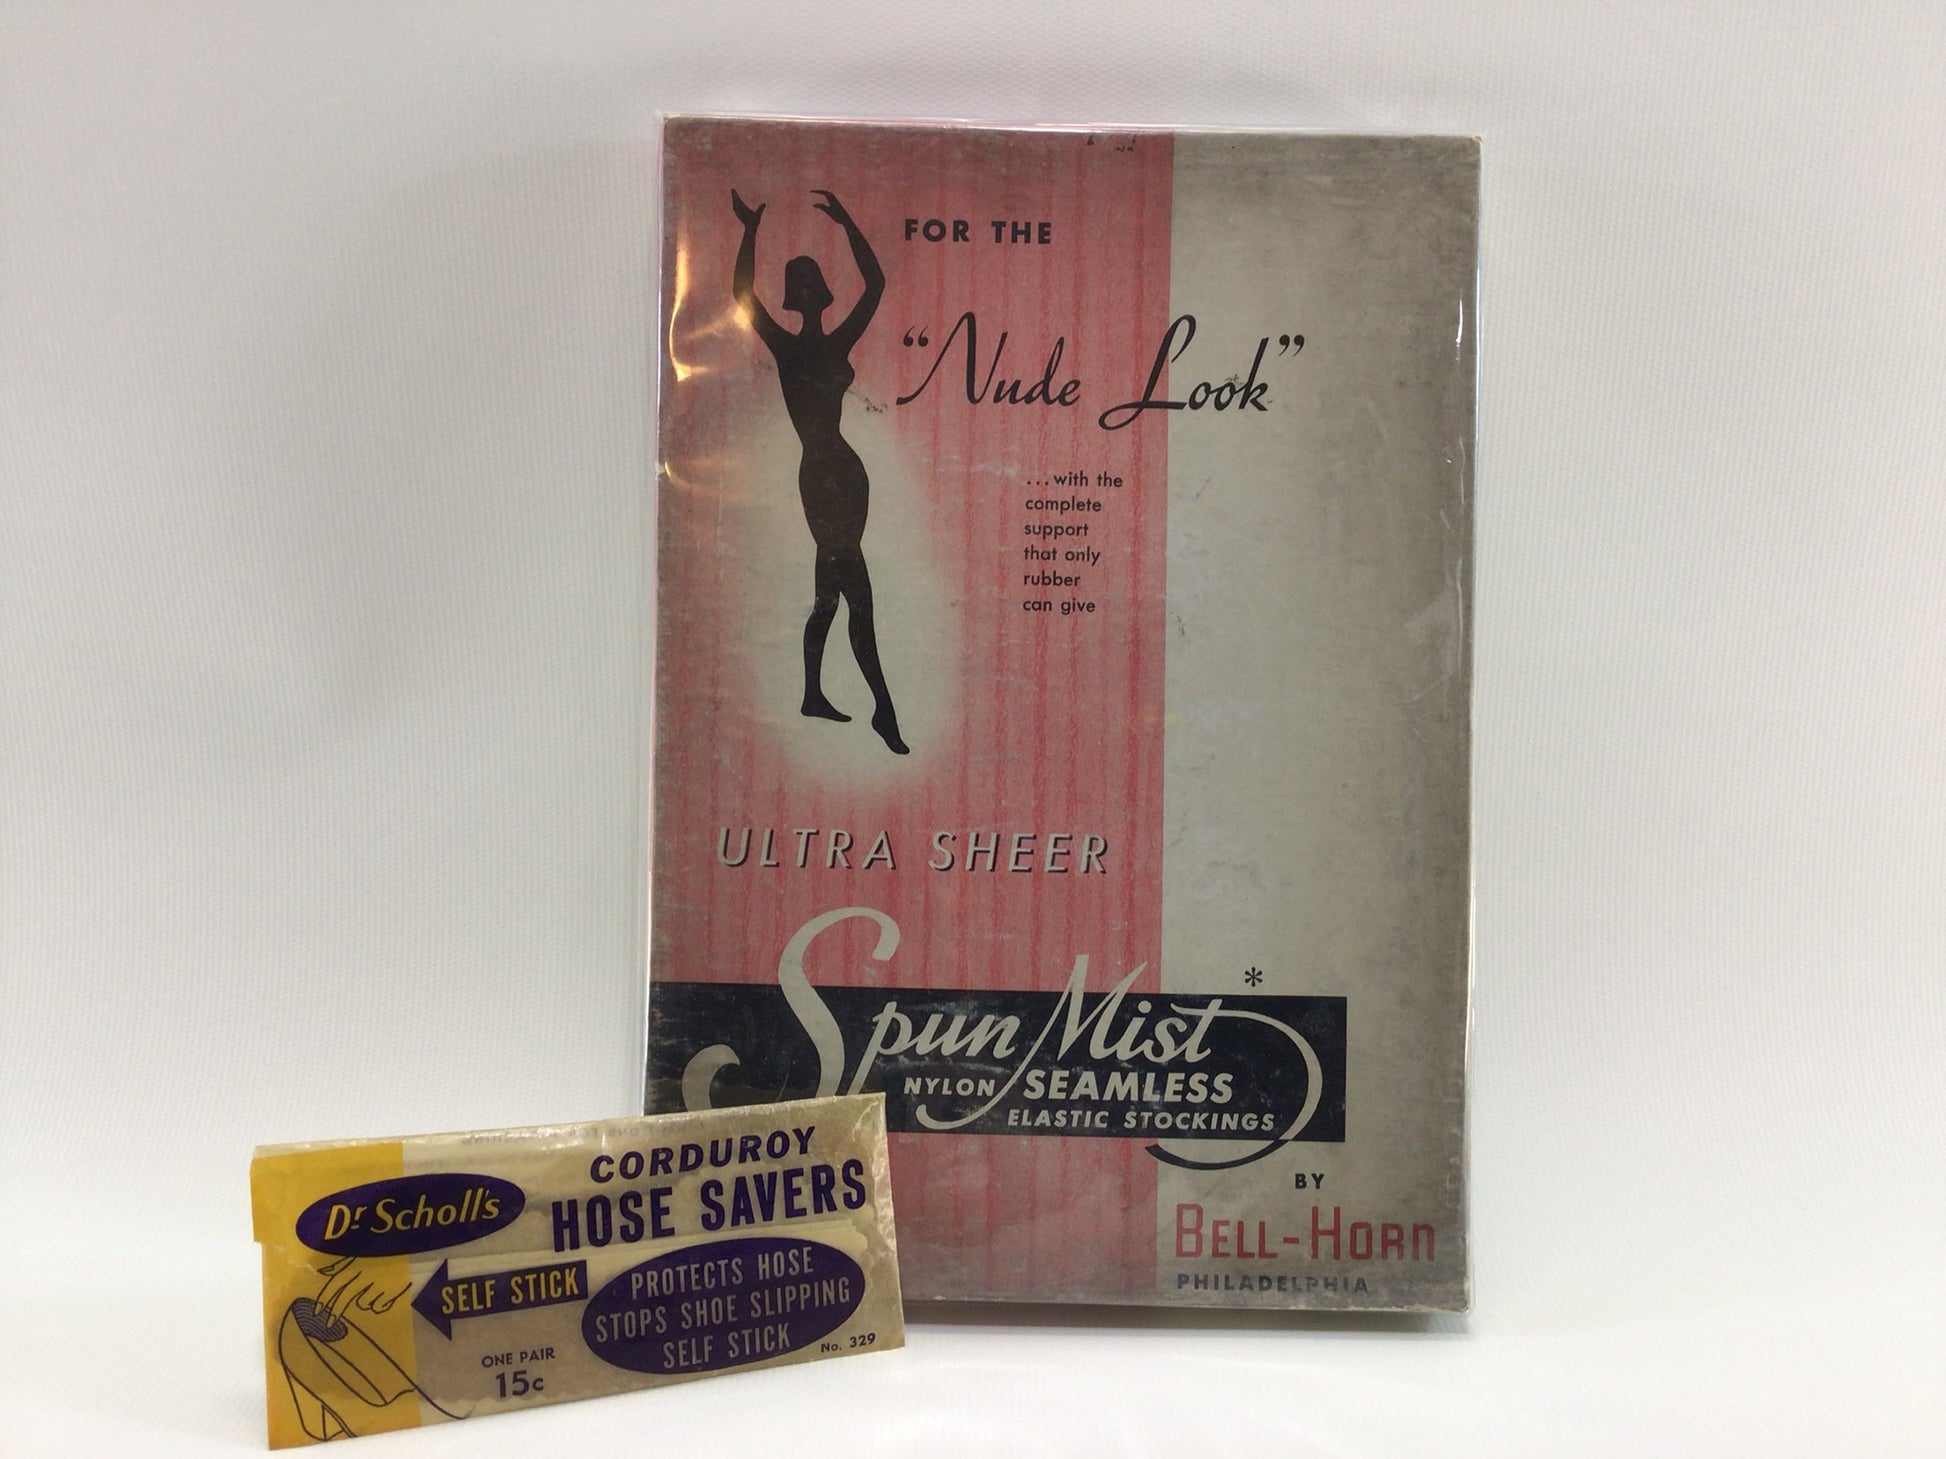 FOR THE
"Nude Look"
...with the
complete
support
that only
rubber
can give
ULTRA SHEER
Spun Mist*
NYLON SEAMLESS
ELASTIC STOCKINGS
BY
BELL-HORN
PHILADELPHIA
Dr Scholl's
CORDUROY
HOSE SAVERS
SELF STICK
PROTECTS HOSE
STOPS SHOE SLIPPING
SELF STICK
ONE PAIR
15c
No. 329